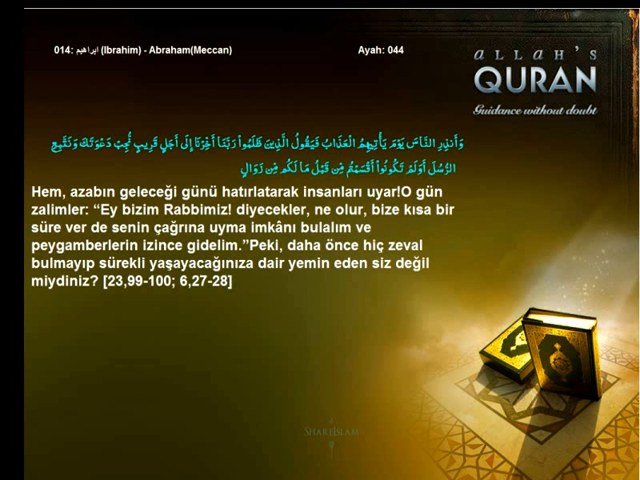 014: ابراهيم (Ibrahim) - Abraham(Meccan) Ayah: 044
ALLAH'S
QURAN
Guidance without doubt
وَأَنذِرِ النَّاسَ يَوْمَ يَأْتِيهِمُ الْعَذَابُ فَيَقُولُ الَّذِينَ ظَلَمُواْ رَبَّنَا أَخِّرْنَا إِلَى أَجَلٍ قَرِيبٍ نُّجِبْ دَعْوَتَكَ وَنَتَّبِعِ
الرُّسُلَ أَوَلَمْ تَكُونُواْ أَقْسَمْتُم مِّن قَبْلُ مَا لَكُم مِّن زَوَالٍ
Hem, azabın geleceği günü hatırlatarak insanları uyar!O gün
zalimler: “Ey bizim Rabbimiz! diyecekler, ne olur, bize kısa bir
süre ver de senin çağrına uyma imkânı bulalım ve
peygamberlerin izince gidelim.”Peki, daha önce hiç zeval
bulmayıp sürekli yaşayacağınıza dair yemin eden siz değil
miydiniz? [23,99-100; 6,27-28]
SHAREISLAM